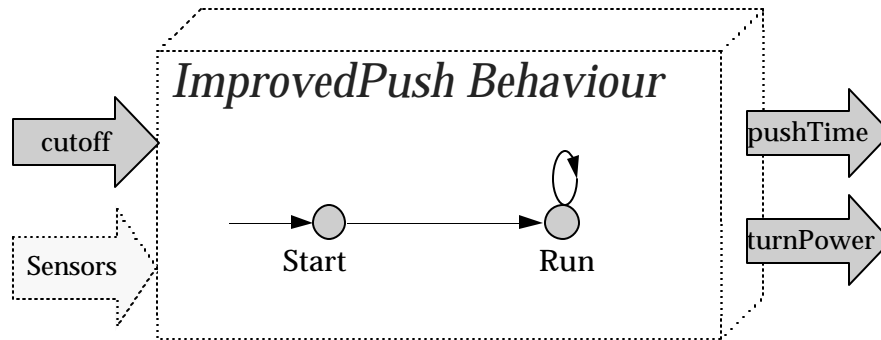 ImprovedPush Behaviour
cutoff
Sensors
Start
Run
pushTime
turnPower